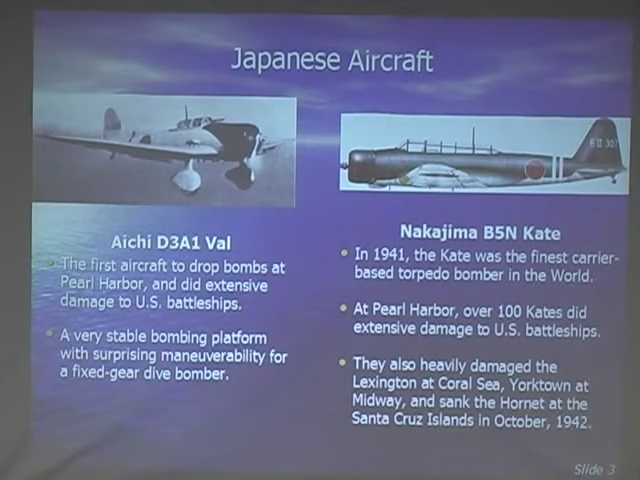 Japanese Aircraft
Aichi D3A1 Val
The first aircraft to drop bombs at
Pearl Harbor, and did extensive
damage to U.S. battleships.
A very stable bombing platform
with surprising maneuverability for
a fixed-gear dive bomber.
Nakajima B5N Kate
In 1941, the Kate was the finest carrier-
based torpedo bomber in the World.
At Pearl Harbor, over 100 Kates did
extensive damage to U.S. battleships.
They also heavily damaged the
Lexington at Coral Sea, Yorktown at
Midway, and sank the Hornet at the
Santa Cruz Islands in October, 1942.
Slide 3